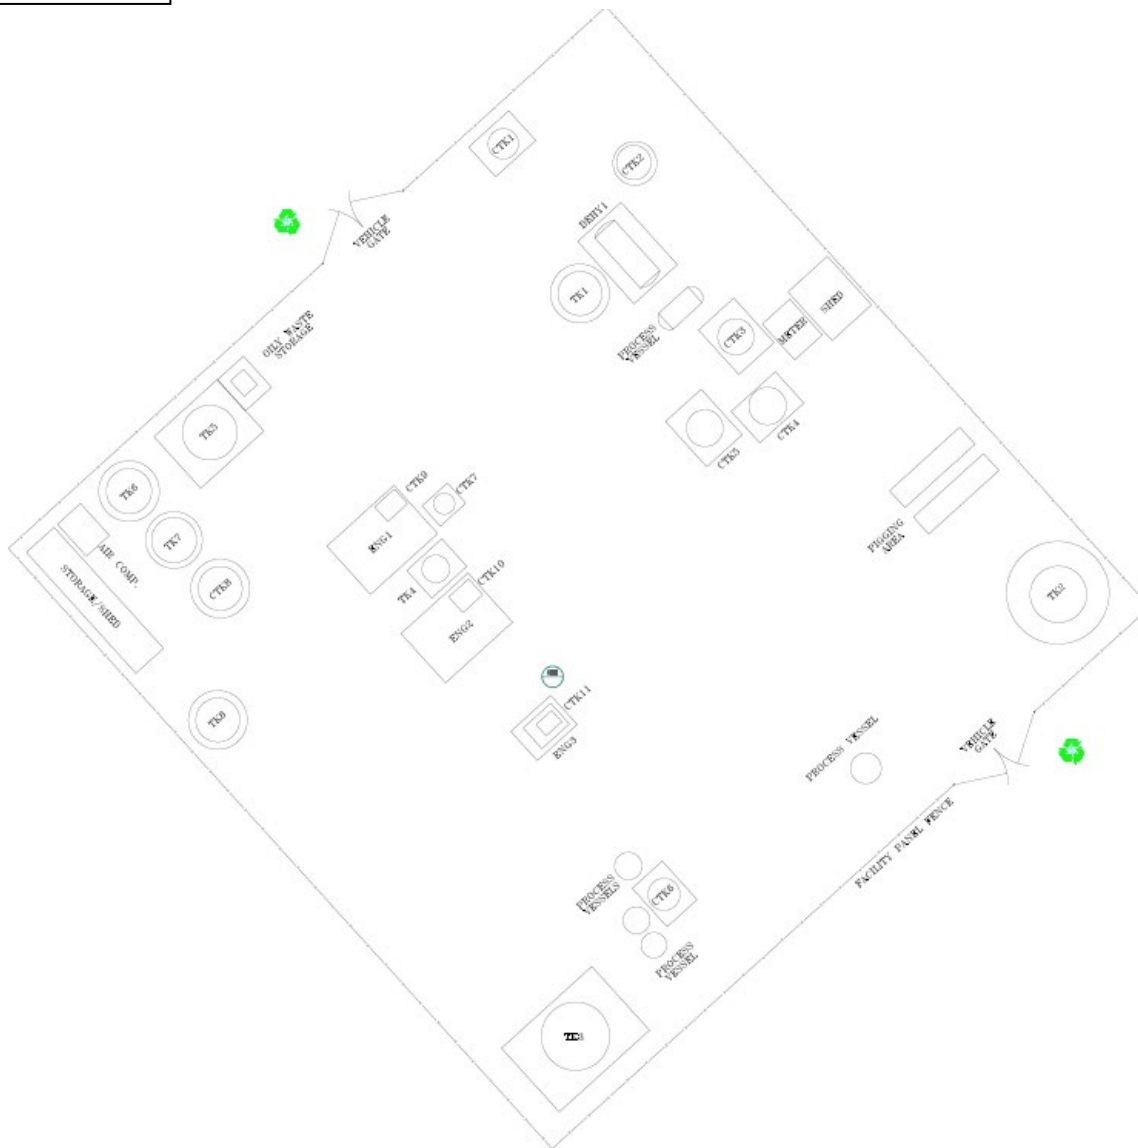 CTK1
CTK2
DEHY1
VEHICLE
GATE
TK1
SHED
METER
CTK3
PROCESS
VESSEL
OILY WASTE
STORAGE
CTK4
TK5
CTK5
CTK9
CTK7
TK6
ENG1
TK7
PIGGING
AREA
AIR COMP.
CTK10
TK4
CTK8
STORAGE/SHED
TK2
ENG2
CTK11
ENG3
PROCESS VESSEL
VEHICLE
GATE
FACILITY PANEL FENCE
PROCESS
VESSELS
CTK6
PROCESS
VESSEL